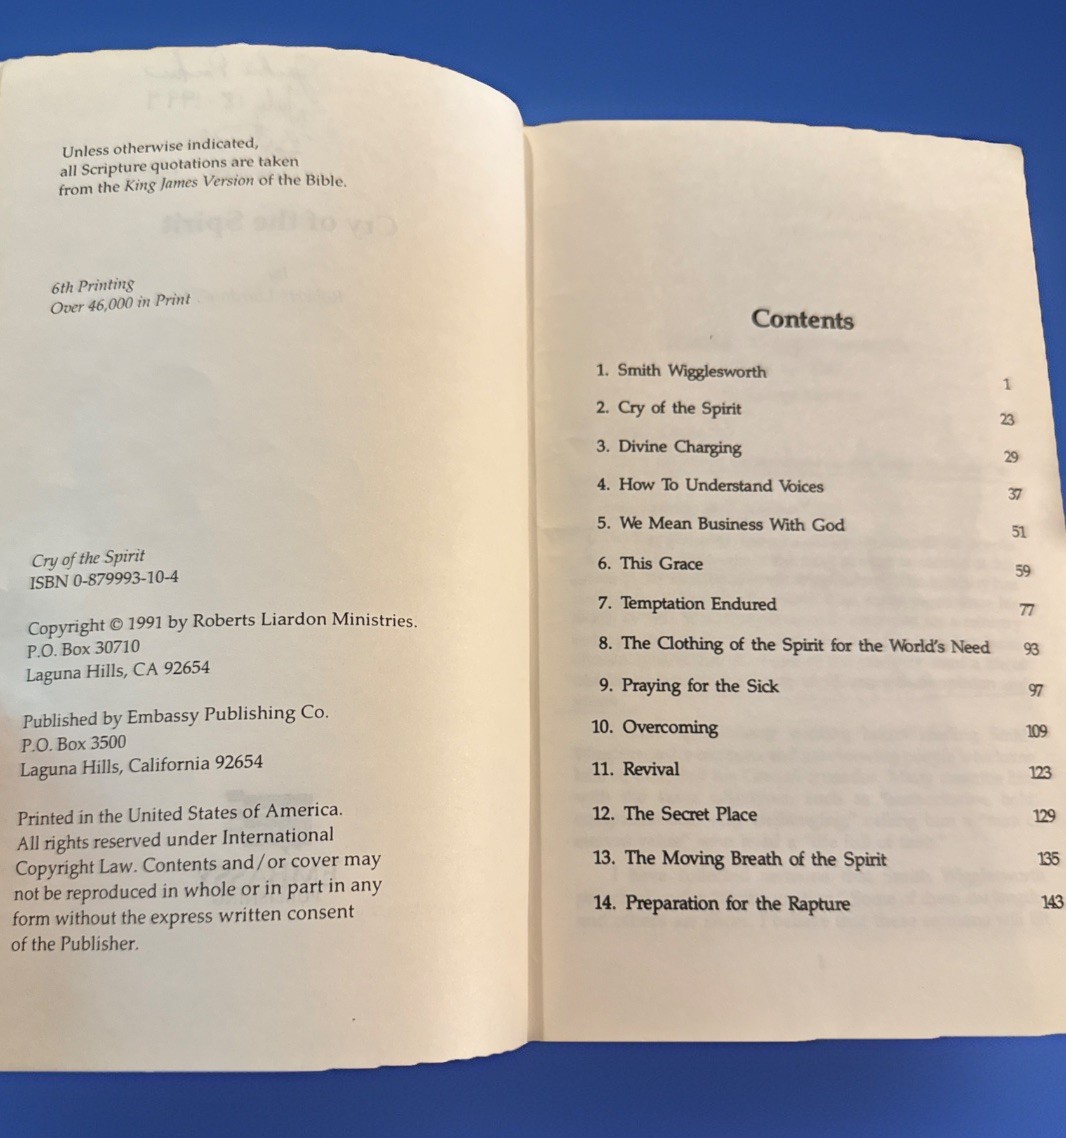 Unless otherwise indicated,
all Scripture quotations are taken
from the King James Version of the Bible.
6th Printing
Over 46,000 in Print
Cry of the Spirit
ISBN 0-879993-10-4
Copyright © 1991 by Roberts Liardon Ministries.
P.O. Box 30710
Laguna Hills, CA 92654
Published by Embassy Publishing Co.
P.O. Box 3500
Laguna Hills, California 92654
Printed in the United States of America.
All rights reserved under International
Copyright Law. Contents and/or cover may
not be reproduced in whole or in part in any
form without the express written consent
of the Publisher.
Contents
1. Smith Wigglesworth 1
2. Cry of the Spirit 23
3. Divine Charging 29
4. How To Understand Voices 37
5. We Mean Business With God 51
6. This Grace 59
7. Temptation Endured 77
8. The Clothing of the Spirit for the World's Need 93
9. Praying for the Sick 97
10. Overcoming 109
11. Revival 123
12. The Secret Place 129
13. The Moving Breath of the Spirit 135
14. Preparation for the Rapture 143